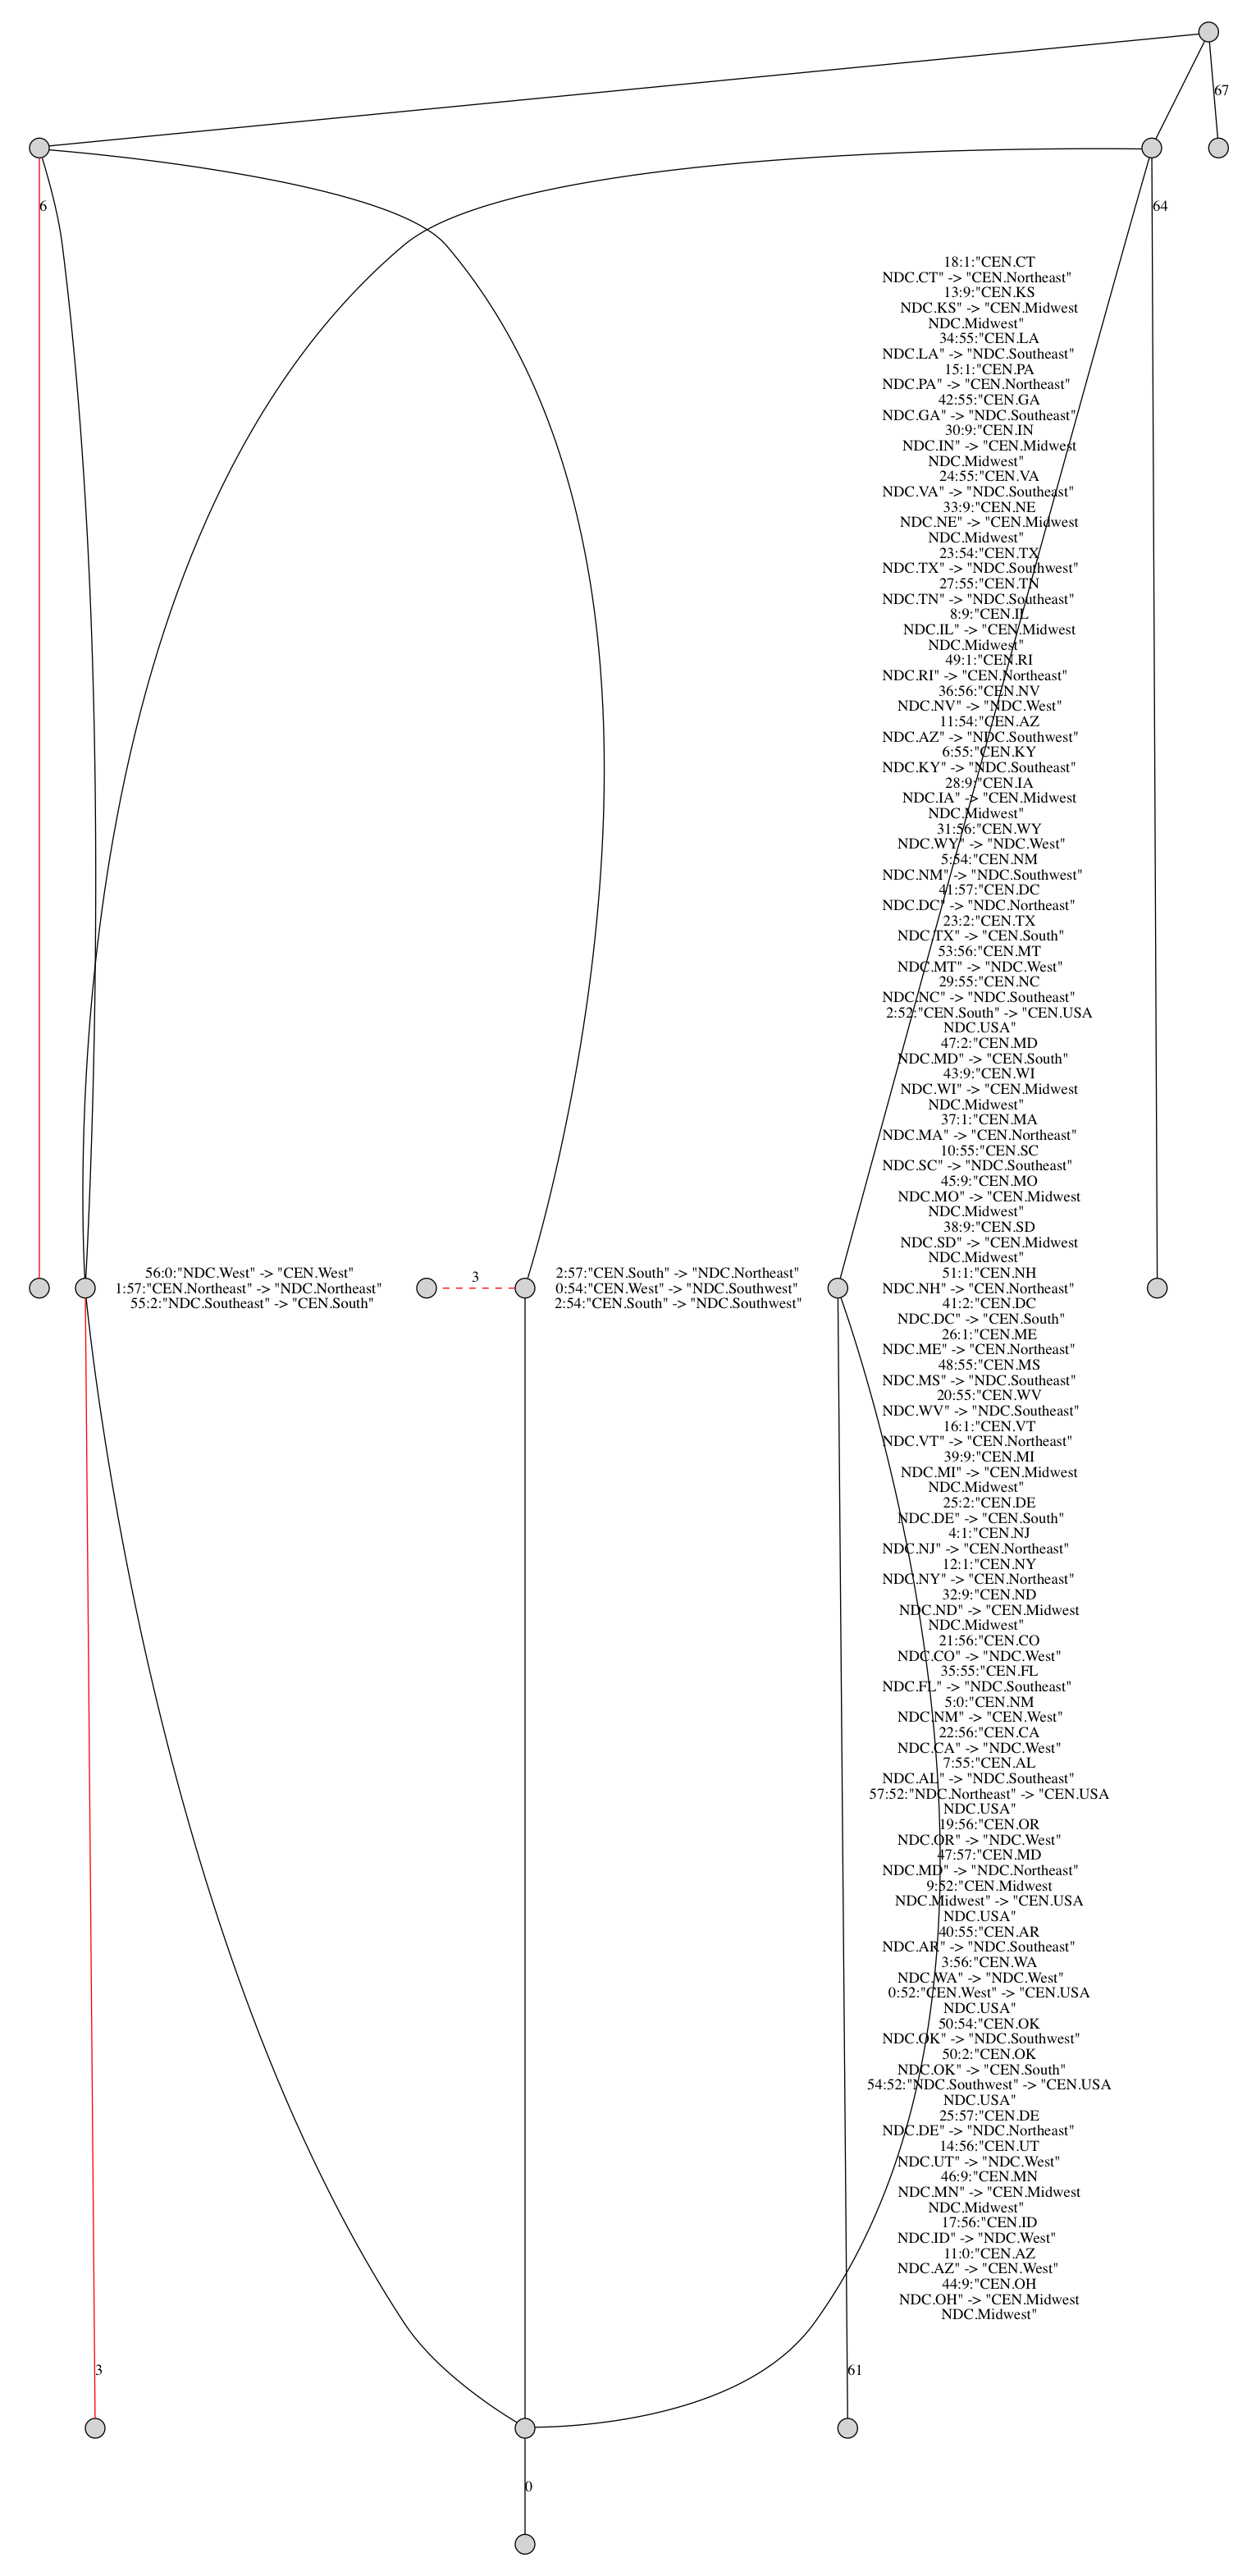 67
6
64
18:1:"CEN.CT
NDC.CT" -> "CEN.Northeast"
13:9:"CEN.KS
NDC.KS" -> "CEN.Midwest
NDC.Midwest"
34:55:"CEN.LA
NDC.LA" -> "NDC.Southeast"
15:1:"CEN.PA
NDC.PA" -> "CEN.Northeast"
42:55:"CEN.GA
NDC.GA" -> "NDC.Southeast"
30:9:"CEN.IN
NDC.IN" -> "CEN.Midwest
NDC.Midwest"
24:55:"CEN.VA
NDC.VA" -> "NDC.Southeast"
33:9:"CEN.NE
NDC.NE" -> "CEN.Midwest
NDC.Midwest"
23:54:"CEN.TX
NDC.TX" -> "NDC.Southwest"
27:55:"CEN.TN
NDC.TN" -> "NDC.Southeast"
8:9:"CEN.IL
NDC.IL" -> "CEN.Midwest
NDC.Midwest"
49:1:"CEN.RI
NDC.RI" -> "CEN.Northeast"
36:56:"CEN.NV
NDC.NV" -> "NDC.West"
11:54:"CEN.AZ
NDC.AZ" -> "NDC.Southwest"
6:55:"CEN.KY
NDC.KY" -> "NDC.Southeast"
28:9:"CEN.IA
NDC.IA" -> "CEN.Midwest
NDC.Midwest"
31:56:"CEN.WY
NDC.WY" -> "NDC.West"
5:54:"CEN.NM
NDC.NM" -> "NDC.Southwest"
41:57:"CEN.DC
NDC.DC" -> "NDC.Northeast"
23:2:"CEN.TX
NDC.TX" -> "CEN.South"
53:56:"CEN.MT
NDC.MT" -> "NDC.West"
29:55:"CEN.NC
NDC.NC" -> "NDC.Southeast"
2:52:"CEN.South" -> "CEN.USA
NDC.USA"
47:2:"CEN.MD
NDC.MD" -> "CEN.South"
43:9:"CEN.WI
NDC.WI" -> "CEN.Midwest
NDC.Midwest"
37:1:"CEN.MA
NDC.MA" -> "CEN.Northeast"
10:55:"CEN.SC
NDC.SC" -> "NDC.Southeast"
45:9:"CEN.MO
NDC.MO" -> "CEN.Midwest
NDC.Midwest"
38:9:"CEN.SD
NDC.SD" -> "CEN.Midwest
NDC.Midwest"
51:1:"CEN.NH
NDC.NH" -> "CEN.Northeast"
41:2:"CEN.DC
NDC.DC" -> "CEN.South"
26:1:"CEN.ME
NDC.ME" -> "CEN.Northeast"
48:55:"CEN.MS
NDC.MS" -> "NDC.Southeast"
20:55:"CEN.WV
NDC.WV" -> "NDC.Southeast"
16:1:"CEN.VT
NDC.VT" -> "CEN.Northeast"
39:9:"CEN.MI
NDC.MI" -> "CEN.Midwest
NDC.Midwest"
25:2:"CEN.DE
NDC.DE" -> "CEN.South"
4:1:"CEN.NJ
NDC.NJ" -> "CEN.Northeast"
12:1:"CEN.NY
NDC.NY" -> "CEN.Northeast"
32:9:"CEN.ND
NDC.ND" -> "CEN.Midwest
NDC.Midwest"
21:56:"CEN.CO
NDC.CO" -> "NDC.West"
35:55:"CEN.FL
NDC.FL" -> "NDC.Southeast"
5:0:"CEN.NM
NDC.NM" -> "CEN.West"
22:56:"CEN.CA
NDC.CA" -> "NDC.West"
7:55:"CEN.AL
NDC.AL" -> "NDC.Southeast"
57:52:"NDC.Northeast" -> "CEN.USA
NDC.USA"
19:56:"CEN.OR
NDC.OR" -> "NDC.West"
47:57:"CEN.MD
NDC.MD" -> "NDC.Northeast"
9:52:"CEN.Midwest
NDC.Midwest" -> "CEN.USA
NDC.USA"
40:55:"CEN.AR
NDC.AR" -> "NDC.Southeast"
3:56:"CEN.WA
NDC.WA" -> "NDC.West"
0:52:"CEN.West" -> "CEN.USA
NDC.USA"
50:54:"CEN.OK
NDC.OK" -> "NDC.Southwest"
50:2:"CEN.OK
NDC.OK" -> "CEN.South"
54:52:"NDC.Southwest" -> "CEN.USA
NDC.USA"
25:57:"CEN.DE
NDC.DE" -> "NDC.Northeast"
14:56:"CEN.UT
NDC.UT" -> "NDC.West"
46:9:"CEN.MN
NDC.MN" -> "CEN.Midwest
NDC.Midwest"
17:56:"CEN.ID
NDC.ID" -> "NDC.West"
11:0:"CEN.AZ
NDC.AZ" -> "CEN.West"
44:9:"CEN.OH
NDC.OH" -> "CEN.Midwest
NDC.Midwest"
56:0:"NDC.West" -> "CEN.West"
1:57:"CEN.Northeast" -> "NDC.Northeast"
55:2:"NDC.Southeast" -> "CEN.South"
3
2:57:"CEN.South" -> "NDC.Northeast"
0:54:"CEN.West" -> "NDC.Southwest"
2:54:"CEN.South" -> "NDC.Southwest"
3
61
0